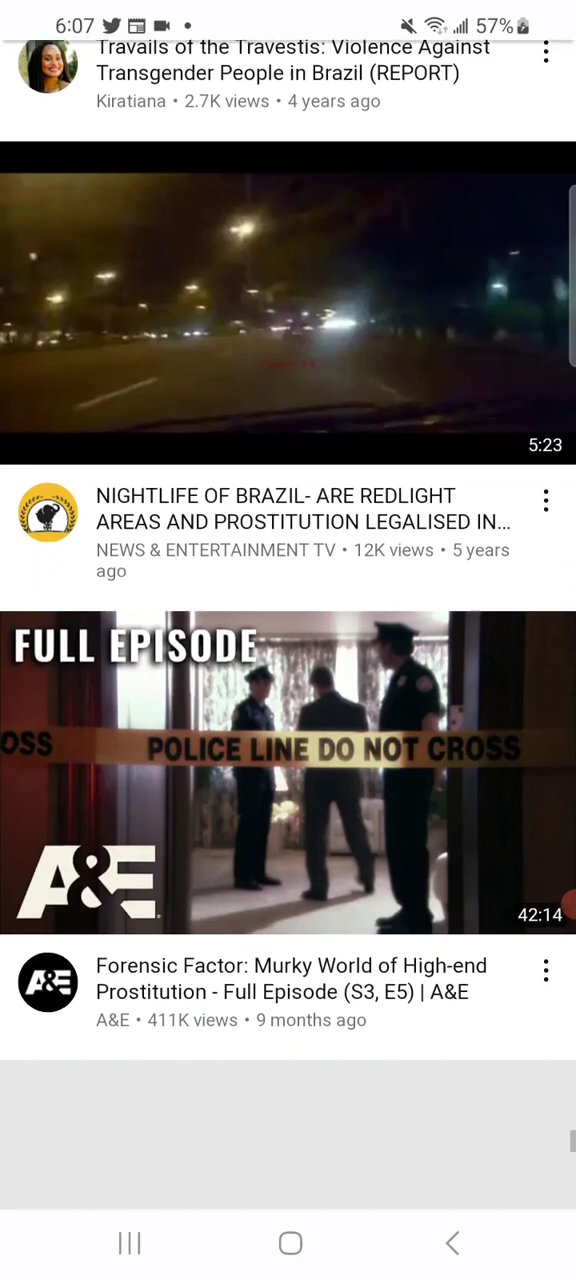 6:07
57%
Travails of the Travestis: Violence Against
Transgender People in Brazil (REPORT)
Kiratiana • 2.7K views • 4 years ago
5:23
NIGHTLIFE OF BRAZIL- ARE REDLIGHT
AREAS AND PROSTITUTION LEGALISED IN...
NEWS & ENTERTAINMENT TV • 12K views • 5 years
ago
FULL EPISODE
OSS POLICE LINE DO NOT CROSS
A&E
42:14
A&E
Forensic Factor: Murky World of High-end
Prostitution - Full Episode (S3, E5) | A&E
A&E • 411K views • 9 months ago